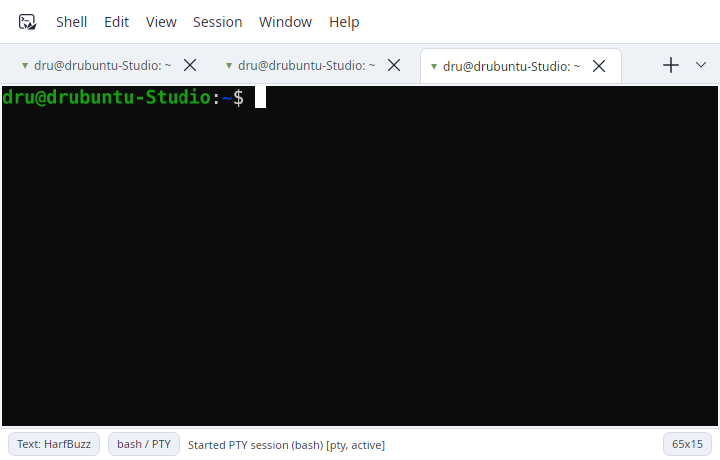 Shell Edit View Session Window Help
dru@drubuntu-Studio: ~ dru@drubuntu-Studio: ~ dru@drubuntu-Studio: ~
dru@drubuntu-Studio:~$
Text: HarfBuzz bash / PTY Started PTY session (bash) [pty, active] 65x15